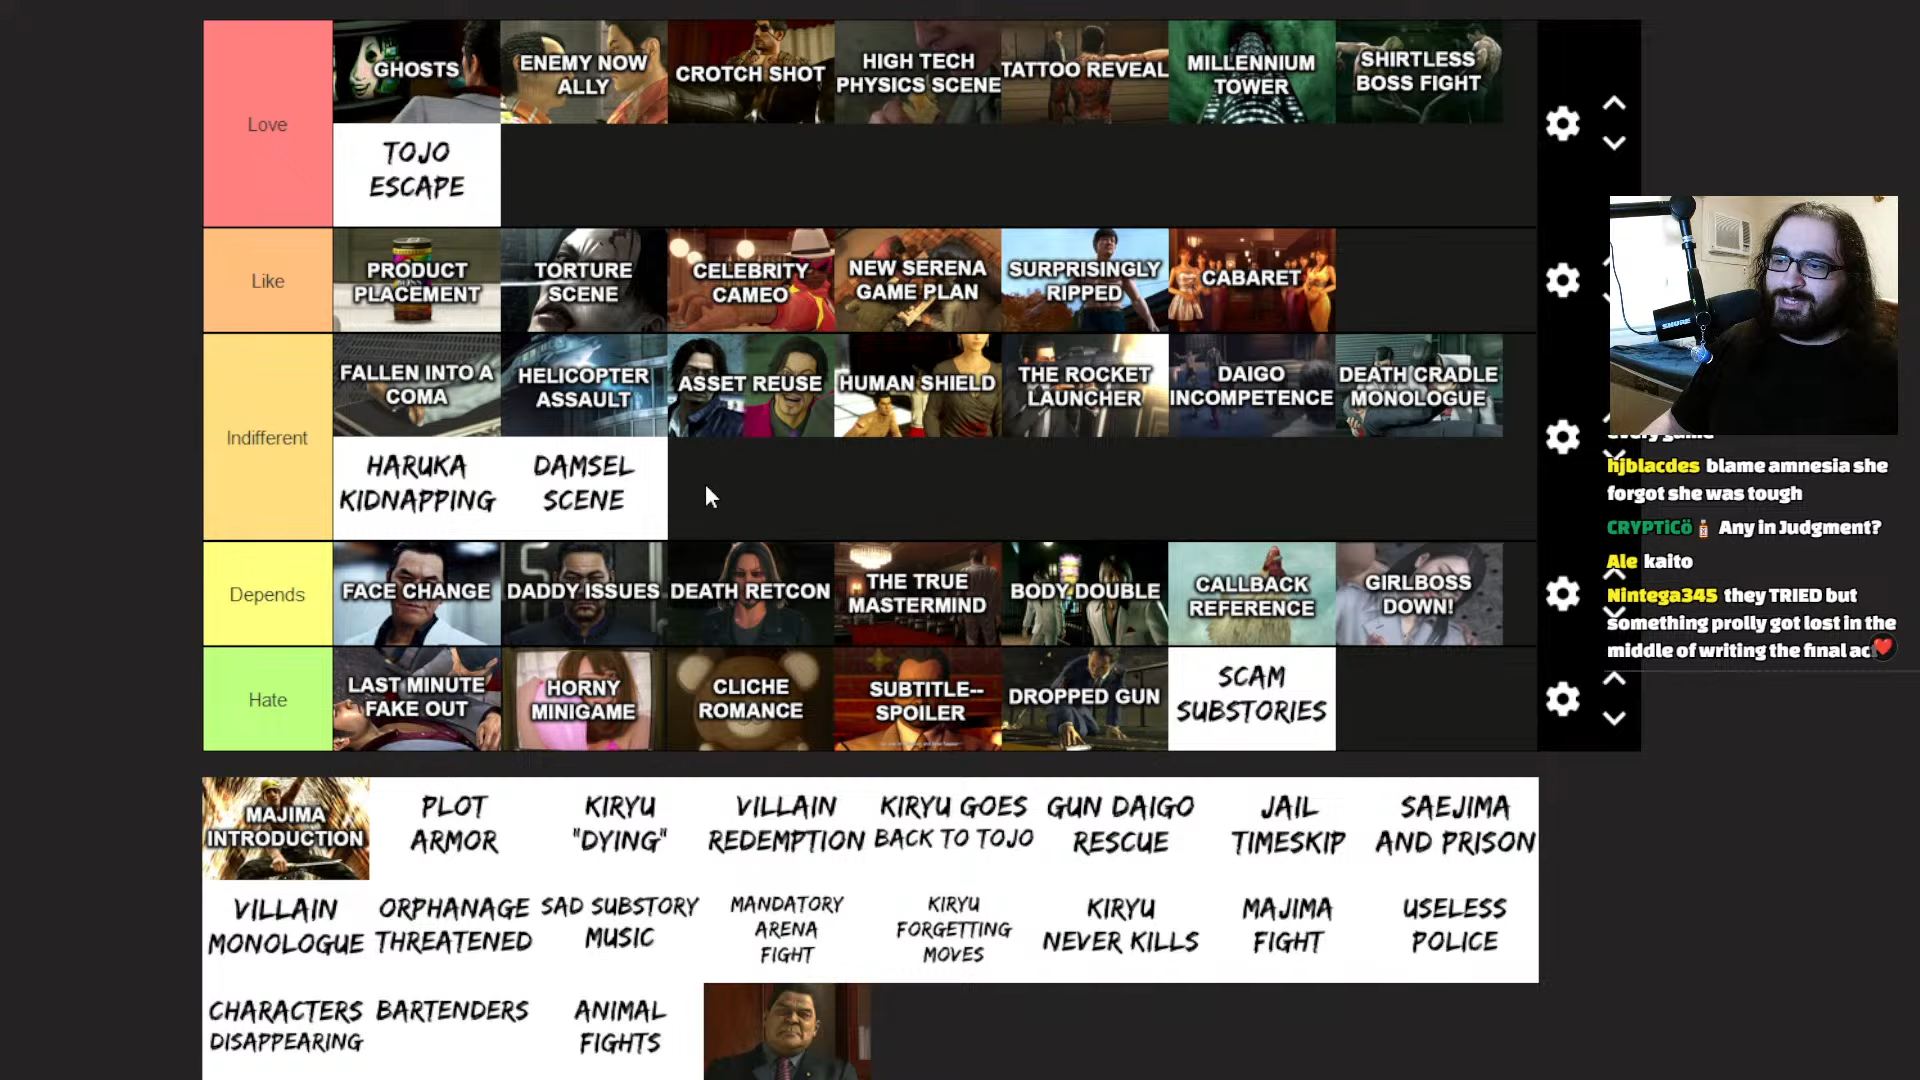 Love
GHOSTS
ENEMY NOW
ALLY
CROTCH SHOT
HIGH TECH
PHYSICS SCENE
TATTOO REVEAL
MILLENNIUM
TOWER
SHIRTLESS
BOSS FIGHT
TOJO
ESCAPE
Like
PRODUCT
PLACEMENT
TORTURE
SCENE
CELEBRITY
CAMEO
NEW SERENA
GAME PLAN
SURPRISINGLY
RIPPED
CABARET
Indifferent
FALLEN INTO A
COMA
HELICOPTER
ASSAULT
ASSET REUSE
HUMAN SHIELD
THE ROCKET
LAUNCHER
DAIGO
INCOMPETENCE
DEATH CRADLE
MONOLOGUE
HARUKA
KIDNAPPING
DAMSEL
SCENE
Depends
FACE CHANGE
DADDY ISSUES
DEATH RETCON
THE TRUE
MASTERMIND
BODY DOUBLE
CALLBACK
REFERENCE
GIRLBOSS
DOWN!
Hate
LAST MINUTE
FAKE OUT
HORNY
MINIGAME
CLICHE
ROMANCE
SUBTITLE--
SPOILER
DROPPED GUN
SCAM
SUBSTORIES
MAJIMA
INTRODUCTION
PLOT
ARMOR
KIRYU
"DYING"
VILLAIN
REDEMPTION
KIRYU GOES
BACK TO TOJO
GUN DAIGO
RESCUE
JAIL
TIMESKIP
SAEJIMA
AND PRISON
VILLAIN
MONOLOGUE
ORPHANAGE
THREATENED
SAD SUBSTORY
MUSIC
MANDATORY
ARENA
FIGHT
KIRYU
FORGETTING
MOVES
KIRYU
NEVER KILLS
MAJIMA
FIGHT
USELESS
POLICE
CHARACTERS
DISAPPEARING
BARTENDERS
ANIMAL
FIGHTS
SHURE
every game
hjblacdes blame amnesia she
forgot she was tough
CRYPTiCö Any in Judgment?
Ale kaito
Nintega345 they TRIED but
something prolly got lost in the
middle of writing the final ac